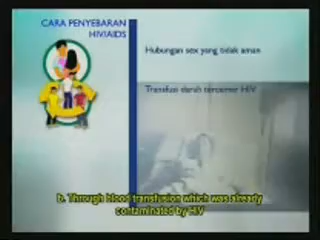 CARA PENYEBARAN
HIV/AIDS
Hubungan sex yang tidak aman
Transfusi darah tercemar HIV
b. Through blood transfusion which was already
contaminated by HIV